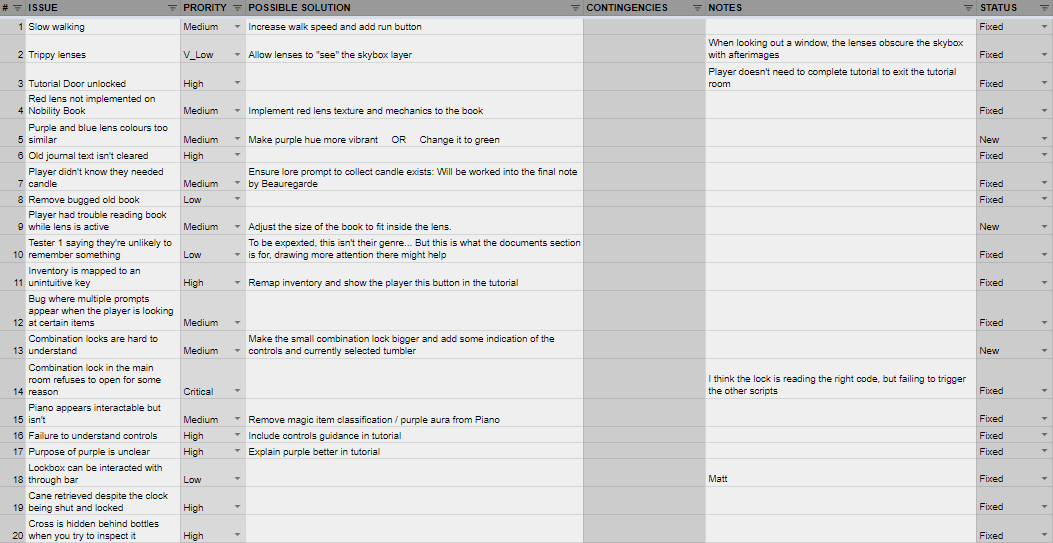 # ISSUE PRORITY POSSIBLE SOLUTION CONTINGENCIES NOTES STATUS
1 Slow walking Medium Increase walk speed and add run button Fixed
When looking out a window, the lenses obscure the skybox
2 Trippy lenses V_Low Allow lenses to "see" the skybox layer with afterimages Fixed
Player doesn't need to complete tutorial to exit the tutorial
3 Tutorial Door unlocked High room Fixed
Red lens not implemented on
4 Nobility Book Medium Implement red lens texture and mechanics to the book Fixed
Purple and blue lens colours too
5 similar Medium Make purple hue more vibrant OR Change it to green New
6 Old journal text isn't cleared High Fixed
Player didn't know they needed Ensure lore prompt to collect candle exists: Will be worked into the final note
7 candle Medium by Beauregarde Fixed
8 Remove bugged old book Low Fixed
Player had trouble reading book
9 while lens is active Medium Adjust the size of the book to fit inside the lens. New
Tester 1 saying they're unlikely to To be expexted, this isn't their genre... But this is what the documents section
10 remember something Low is for, drawing more attention there might help Fixed
Inventory is mapped to an
11 unintuitive key High Remap inventory and show the player this button in the tutorial Fixed
Bug where multiple prompts
appear when the player is looking
12 at certain items Medium Fixed
Combination locks are hard to Make the small combination lock bigger and add some indication of the
13 understand Medium controls and currently selected tumbler New
Combination lock in the main
room refuses to open for some I think the lock is reading the right code, but failing to trigger
14 reason Critical the other scripts Fixed
Piano appears interactable but
15 isn't Medium Remove magic item classification / purple aura from Piano Fixed
16 Failure to understand controls High Include controls guidance in tutorial Fixed
17 Purpose of purple is unclear High Explain purple better in tutorial Fixed
Lockbox can be interacted with
18 through bar Low Matt Fixed
Cane retrieved despite the clock
19 being shut and locked High Fixed
Cross is hidden behind bottles
20 when you try to inspect it High Fixed